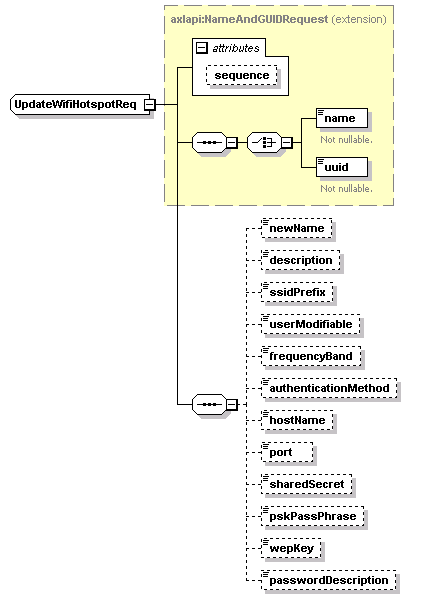 axlapi:NameAndGUIDRequest (extension)
attributes
sequence
UpdateWifiHotspotReq
name
Not nullable.
uuid
Not nullable.
newName
description
ssidPrefix
userModifiable
frequencyBand
authenticationMethod
hostName
port
sharedSecret
pskPassPhrase
wepKey
passwordDescription